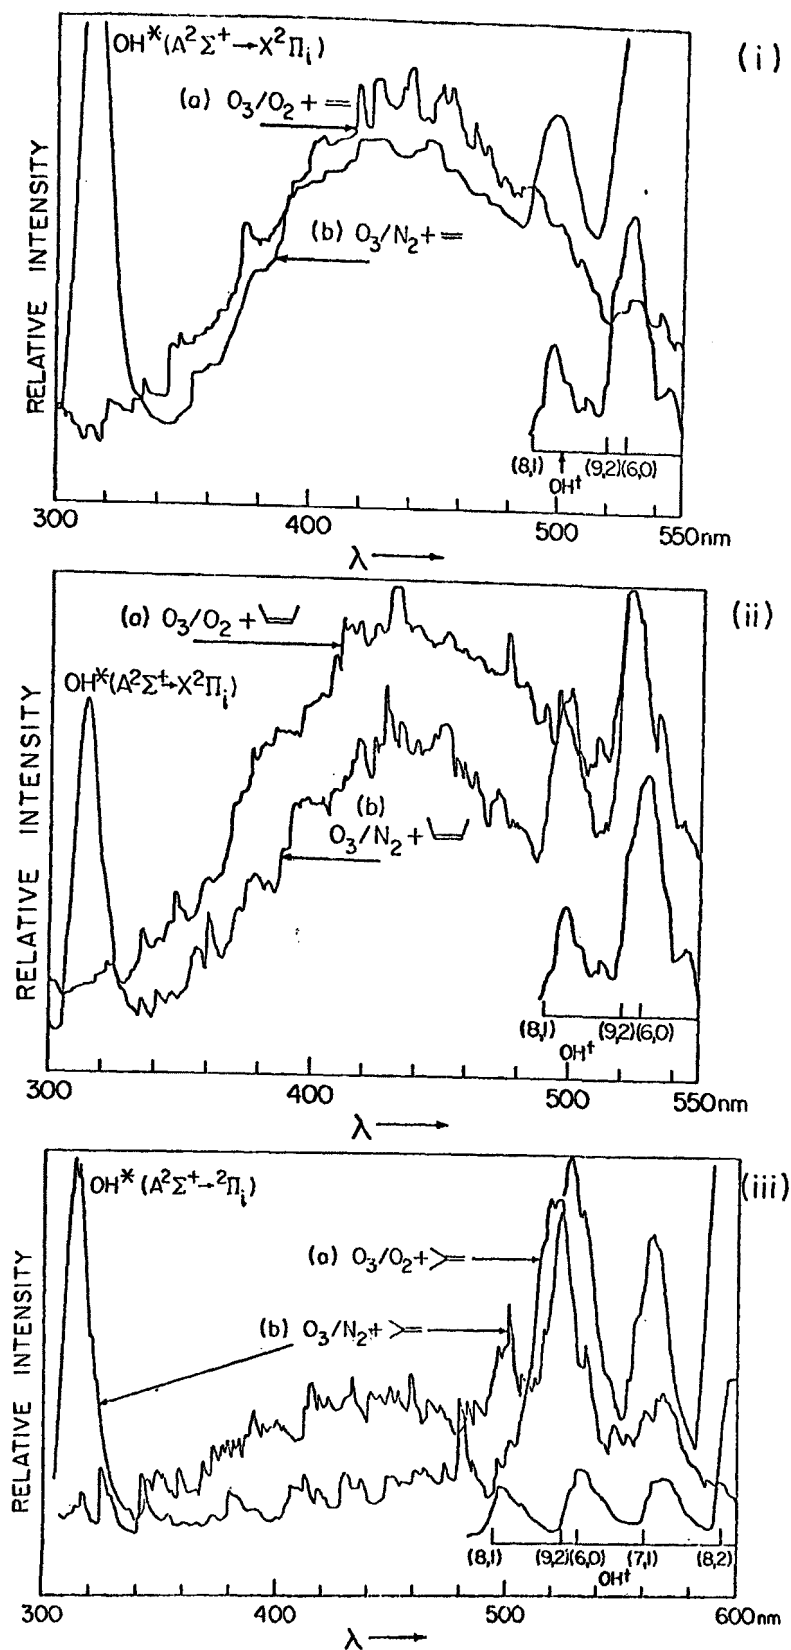 (i)
OH*(A²Σ⁺→X²Πᵢ)
(a) O₃/O₂ + =
(b) O₃/N₂ + =
RELATIVE INTENSITY
(8,1) (9,2) (6,0)
OH†
300 400 500 550nm
λ →
(ii)
(a) O₃/O₂ +
OH*(A²Σ⁺→X²Πᵢ)
(b)
O₃/N₂ +
RELATIVE INTENSITY
(8,1) (9,2) (6,0)
OH†
300 400 500 550nm
λ →
(iii)
OH*(A²Σ⁺→²Πᵢ)
(a) O₃/O₂ + >=
(b) O₃/N₂ + >=
RELATIVE INTENSITY
(8,1) (9,2) (6,0) (7,1) (8,2)
OH†
300 400 500 600 nm
λ →